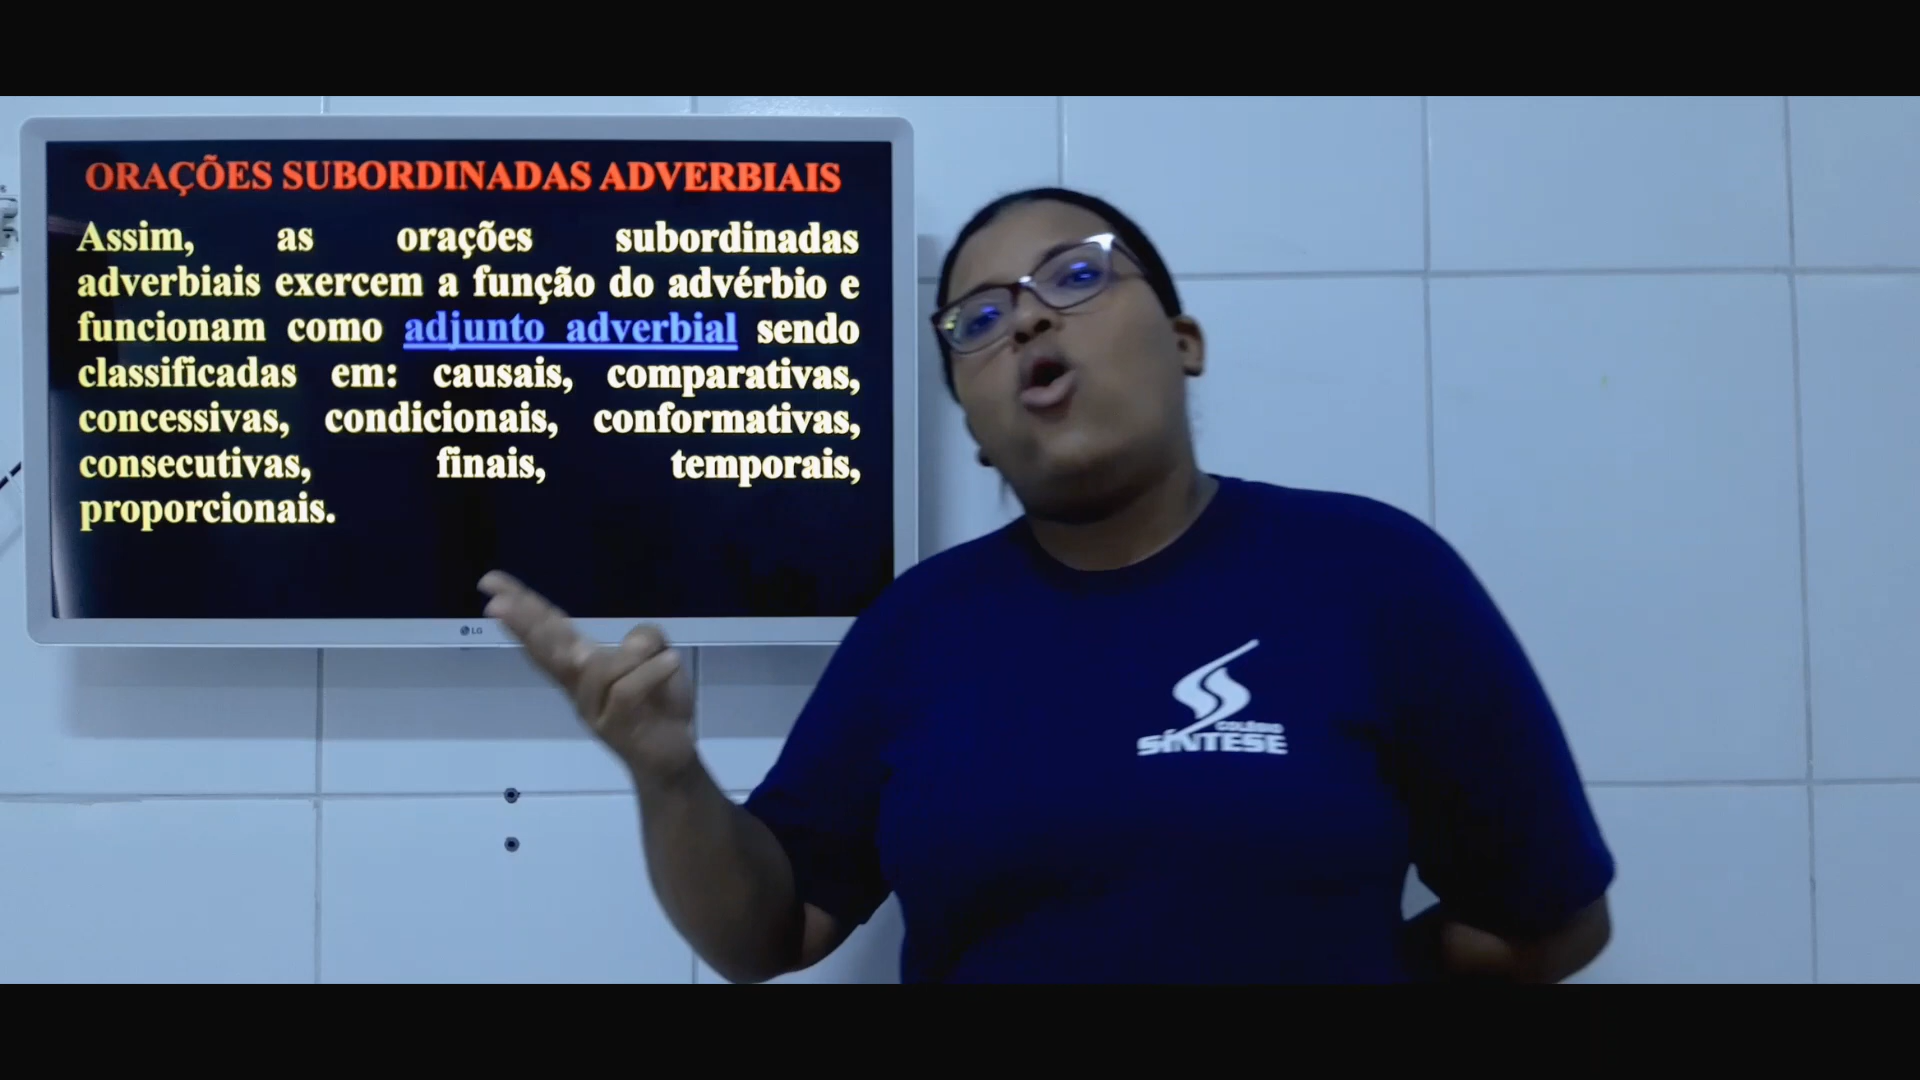 ORAÇÕES SUBORDINADAS ADVERBIAIS
Assim, as orações subordinadas
adverbiais exercem a função do advérbio e
funcionam como adjunto adverbial sendo
classificadas em: causais, comparativas,
concessivas, condicionais, conformativas,
consecutivas, finais, temporais,
proporcionais.
LG
COLÉGIO
SÍNTESE